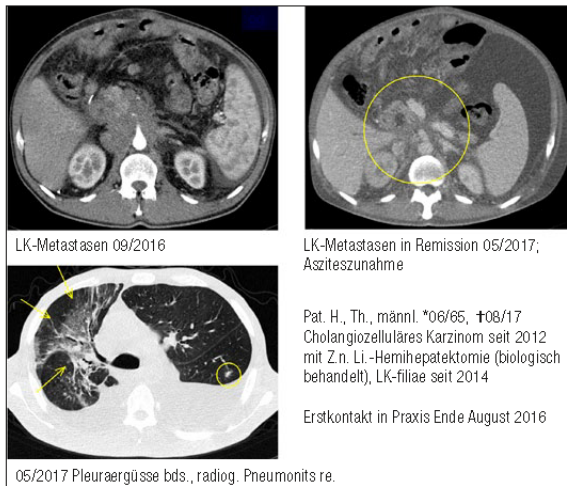 LK-Metastasen 09/2016
LK-Metastasen in Remission 05/2017;
Asziteszunahme
Pat. H., Th., männl. *06/65, ✝08/17
Cholangiozelluläres Karzinom seit 2012
mit Z.n. Li.-Hemihepatektomie (biologisch
behandelt), LK-filiae seit 2014
Erstkontakt in Praxis Ende August 2016
05/2017 Pleuraergüsse bds., radiog. Pneumonits re.